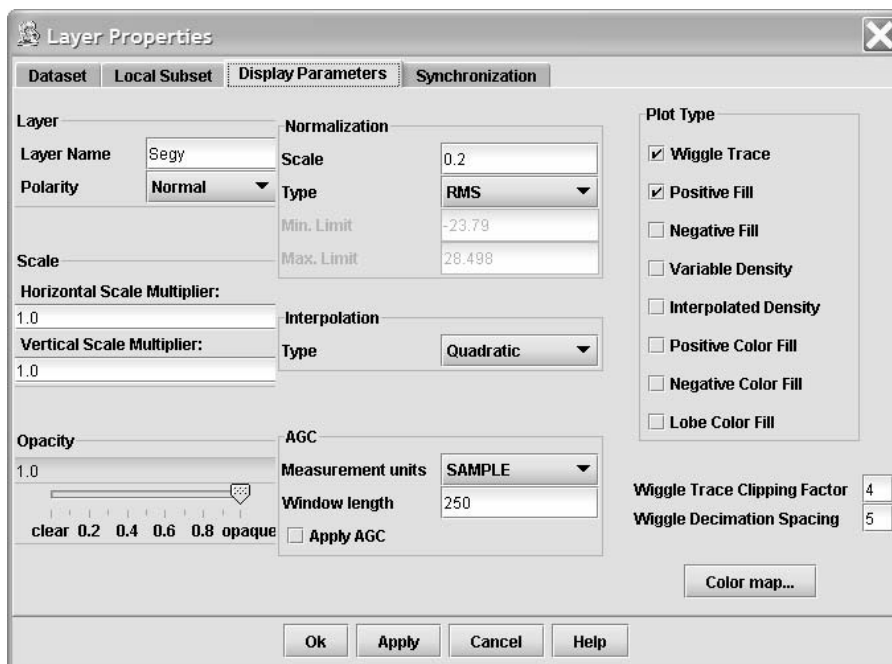 Layer Properties
Dataset
Local Subset
Display Parameters
Synchronization
Layer
Layer Name
Segy
Polarity
Normal
Scale
Horizontal Scale Multiplier:
1.0
Vertical Scale Multiplier:
1.0
Opacity
1.0
clear 0.2 0.4 0.6 0.8 opaque
Normalization
Scale
0.2
Type
RMS
Min. Limit
-23.79
Max. Limit
28.498
Interpolation
Type
Quadratic
AGC
Measurement units
SAMPLE
Window length
250
Apply AGC
Plot Type
Wiggle Trace
Positive Fill
Negative Fill
Variable Density
Interpolated Density
Positive Color Fill
Negative Color Fill
Lobe Color Fill
Wiggle Trace Clipping Factor
4
Wiggle Decimation Spacing
5
Color map...
Ok
Apply
Cancel
Help